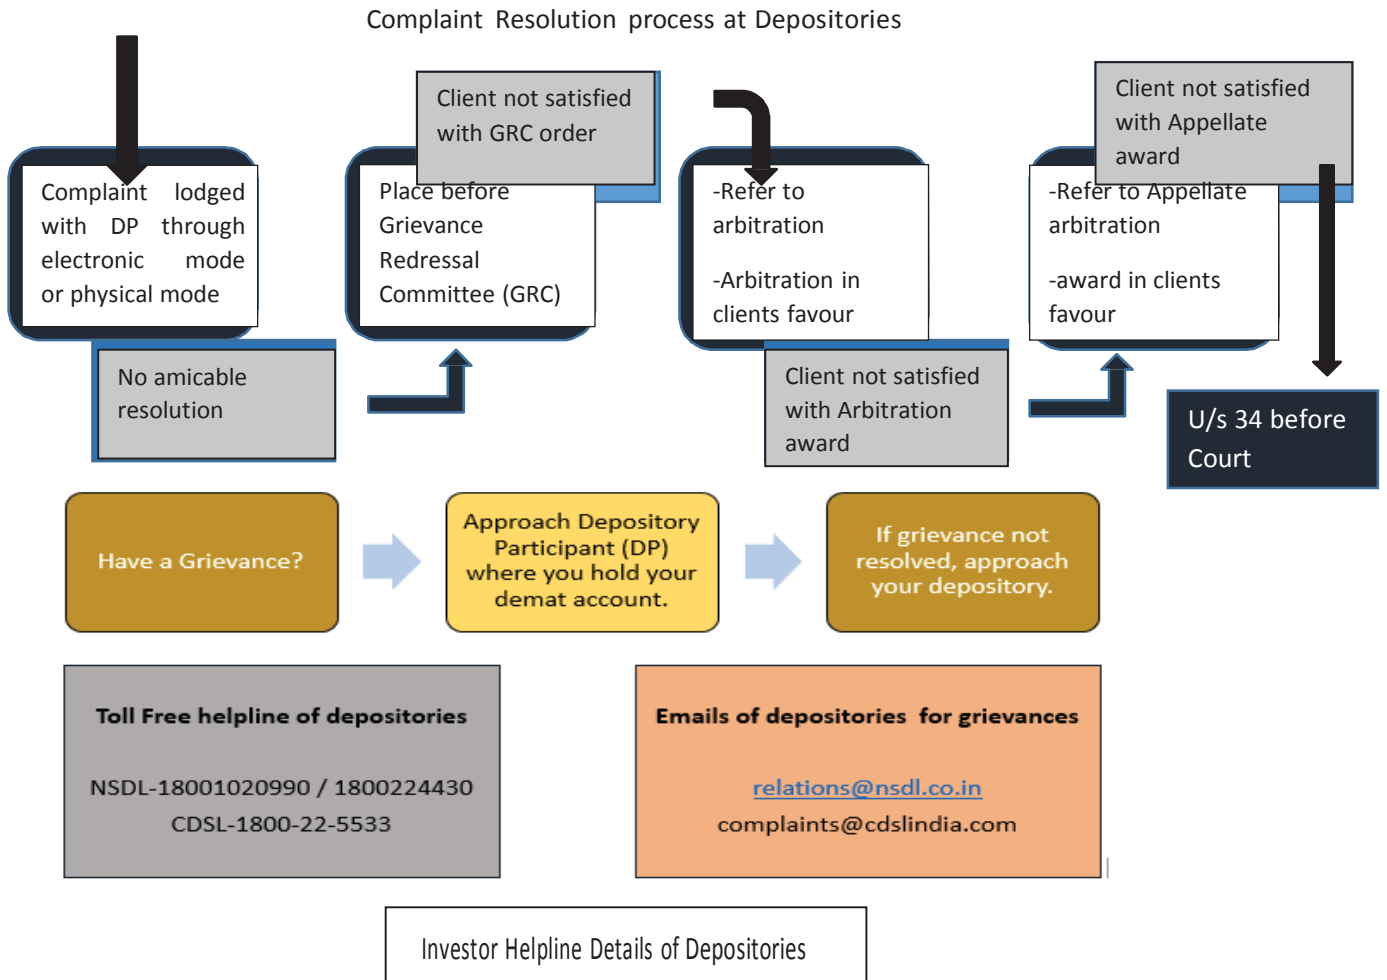 Complaint Resolution process at Depositories
Complaint lodged
with DP through
electronic mode
or physical mode
No amicable
resolution
Place before
Grievance
Redressal
Committee (GRC)
Client not satisfied
with GRC order
-Refer to
arbitration
-Arbitration in
clients favour
Client not satisfied
with Arbitration
award
-Refer to Appellate
arbitration
-award in clients
favour
Client not satisfied
with Appellate
award
U/s 34 before
Court
Have a Grievance?
Approach Depository
Participant (DP)
where you hold your
demat account.
If grievance not
resolved, approach
your depository.
Toll Free helpline of depositories
NSDL-18001020990 / 1800224430
CDSL-1800-22-5533
Emails of depositories for grievances
relations@nsdl.co.in
complaints@cdslindia.com
Investor Helpline Details of Depositories